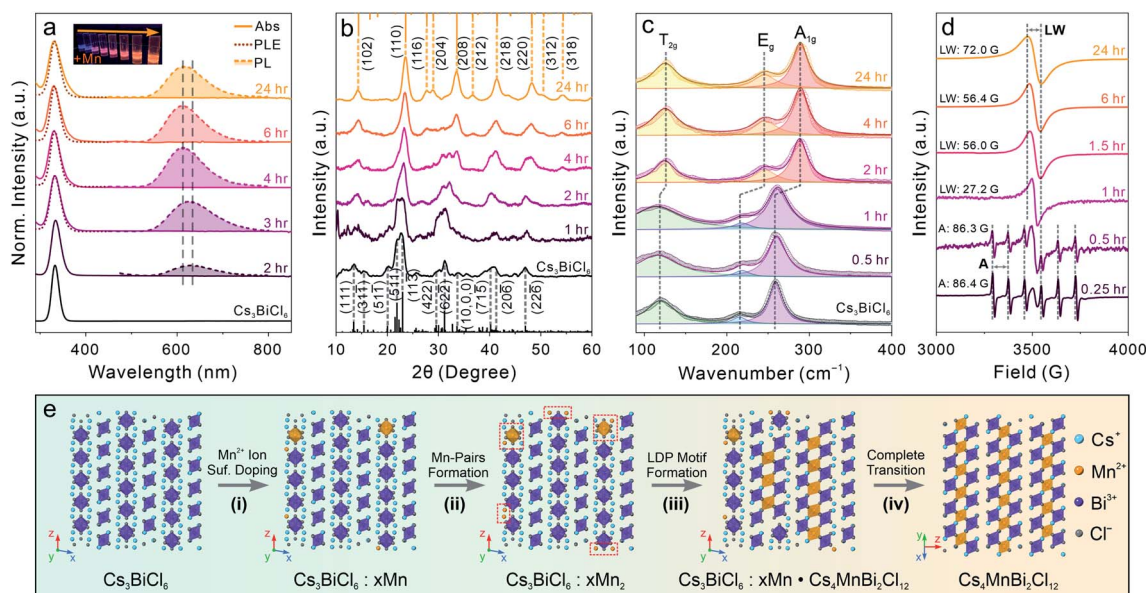 a
Abs
PLE
PL
+Mn
24 hr
6 hr
4 hr
3 hr
2 hr
Cs3BiCl6
Norm. Intensity (a.u.)
300 400 600 800
Wavelength (nm)
b
(102)
(110)
(116)
(204)
(208)
(212)
(218)
(220)
(312)
(318)
24 hr
6 hr
4 hr
2 hr
1 hr
Cs3BiCl6
(111)
(311)
(511)
(511)
(113)
(422)
(622)
(10,0,0)
(715)
(206)
(226)
Intensity (a.u.)
10 20 30 40 50 60
2θ (Degree)
c
T2g
Eg
A1g
24 hr
4 hr
2 hr
1 hr
0.5 hr
Cs3BiCl6
Intensity (a.u.)
100 200 300 400
Wavenumber (cm−1)
d
LW
LW: 72.0 G
24 hr
LW: 56.4 G
6 hr
LW: 56.0 G
1.5 hr
LW: 27.2 G
1 hr
A: 86.3 G
0.5 hr
A
A: 86.4 G
0.25 hr
Intensity (a.u.)
3000 3500 4000
Field (G)
e
Mn2+ Ion
Suf. Doping
(i)
Mn-Pairs
Formation
(ii)
LDP Motif
Formation
(iii)
Complete
Transition
(iv)
Cs+
Mn2+
Bi3+
Cl−
z
y
x
z
y
x
z
y
x
z
y
x
y
z
x
Cs3BiCl6
Cs3BiCl6 : xMn
Cs3BiCl6 : xMn2
Cs3BiCl6 : xMn • Cs4MnBi2Cl12
Cs4MnBi2Cl12